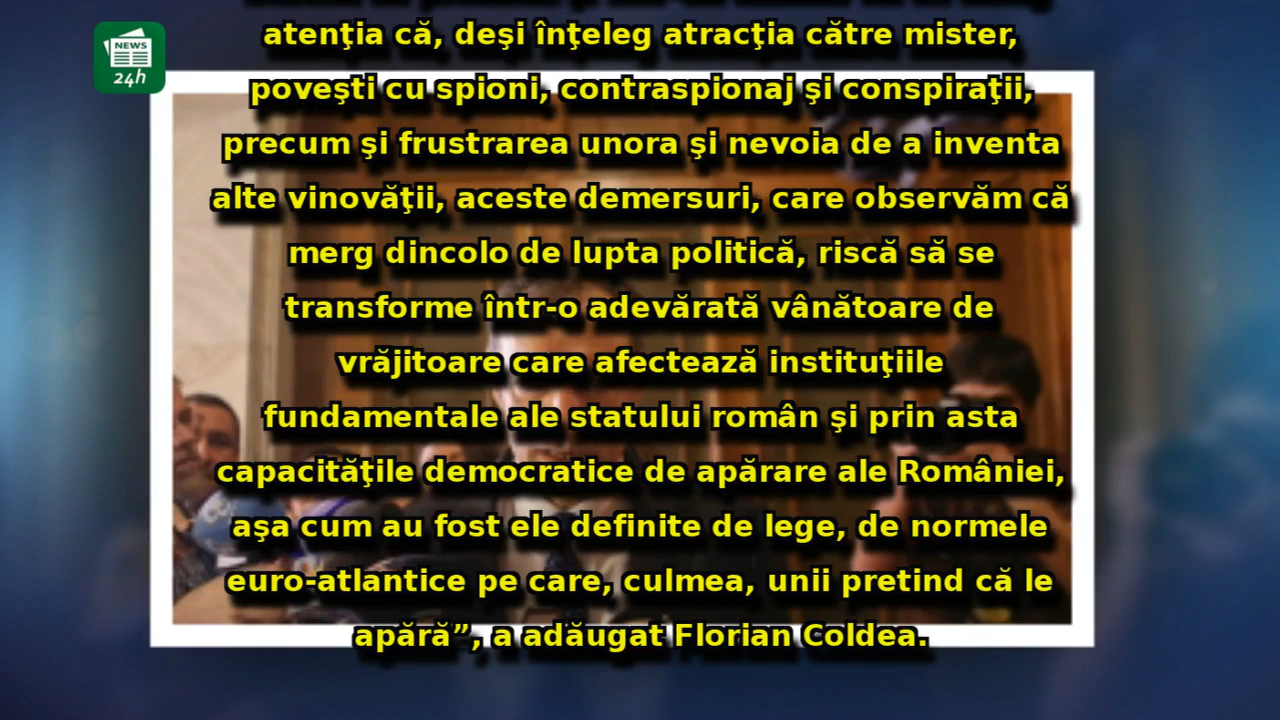 NEWS
24h
atenţia că, deşi înţeleg atracţia către mister,
poveşti cu spioni, contraspionaj şi conspiraţii,
precum şi frustrarea unora şi nevoia de a inventa
alte vinovăţii, aceste demersuri, care observăm că
merg dincolo de lupta politică, riscă să se
transforme într-o adevărată vânătoare de
vrăjitoare care afectează instituţiile
fundamentale ale statului român şi prin asta
capacităţile democratice de apărare ale României,
aşa cum au fost ele definite de lege, de normele
euro-atlantice pe care, culmea, unii pretind că le
apără”, a adăugat Florian Coldea.